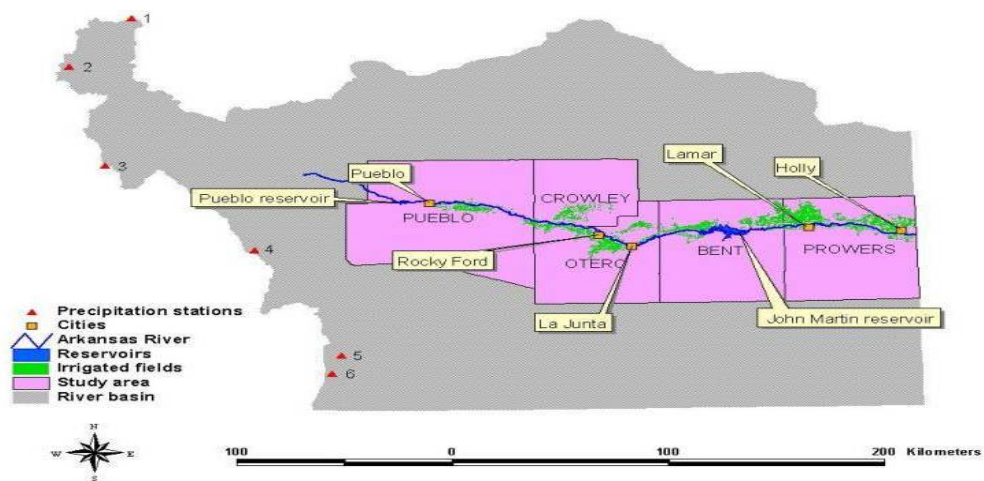 1
2
3
Lamar
Holly
Pueblo
Pueblo reservoir
CROWLEY
PUEBLO
4
Rocky Ford
OTERO
BENT
PROWERS
La Junta
John Martin reservoir
5
6
Precipitation stations
Cities
Arkansas River
Reservoirs
Irrigated fields
Study area
River basin
N
W E
S
100 0 100 200 Kilometers